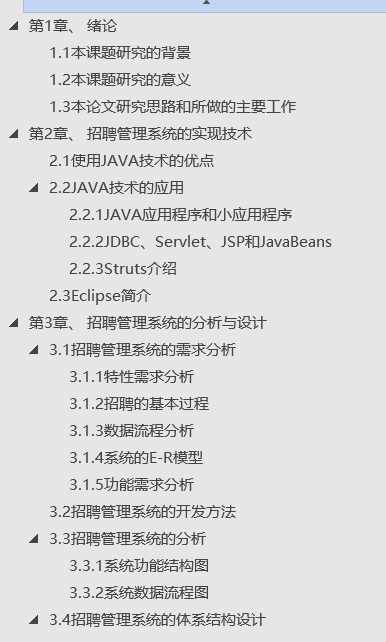 第1章、 绪论
1.1本课题研究的背景
1.2本课题研究的意义
1.3本论文研究思路和所做的主要工作
第2章、 招聘管理系统的实现技术
2.1使用JAVA技术的优点
2.2JAVA技术的应用
2.2.1JAVA应用程序和小应用程序
2.2.2JDBC、Servlet、JSP和JavaBeans
2.2.3Struts介绍
2.3Eclipse简介
第3章、 招聘管理系统的分析与设计
3.1招聘管理系统的需求分析
3.1.1特性需求分析
3.1.2招聘的基本过程
3.1.3数据流程分析
3.1.4系统的E-R模型
3.1.5功能需求分析
3.2招聘管理系统的开发方法
3.3招聘管理系统的分析
3.3.1系统功能结构图
3.3.2系统数据流程图
3.4招聘管理系统的体系结构设计